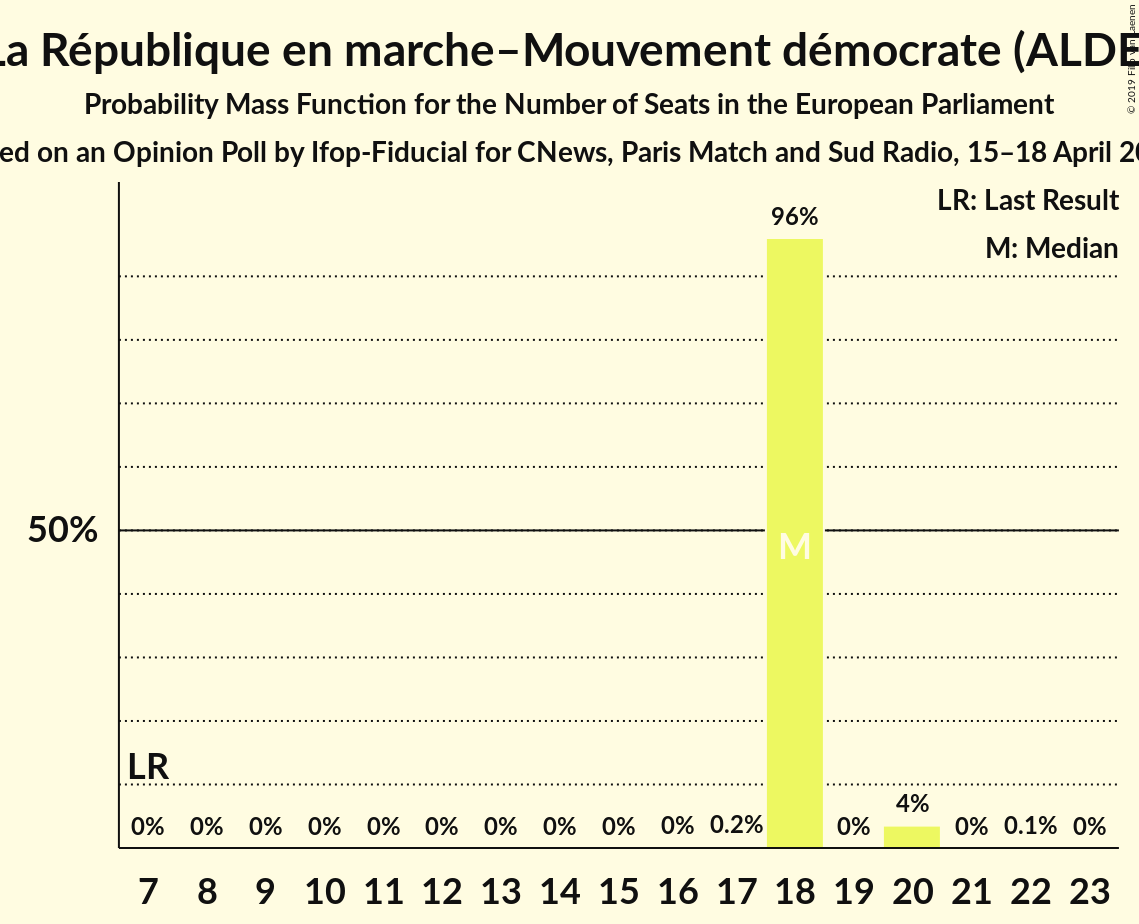 La République en marche–Mouvement démocrate (ALDE
Probability Mass Function for the Number of Seats in the European Parliament
ed on an Opinion Poll by Ifop-Fiducial for CNews, Paris Match and Sud Radio, 15–18 April 20
© 2019 Filip van Laenen
LR: Last Result
M: Median
96%
50%
M
LR
4%
0% 0% 0% 0% 0% 0% 0% 0% 0% 0% 0.2% 0% 0% 0.1% 0%
7 8 9 10 11 12 13 14 15 16 17 18 19 20 21 22 23